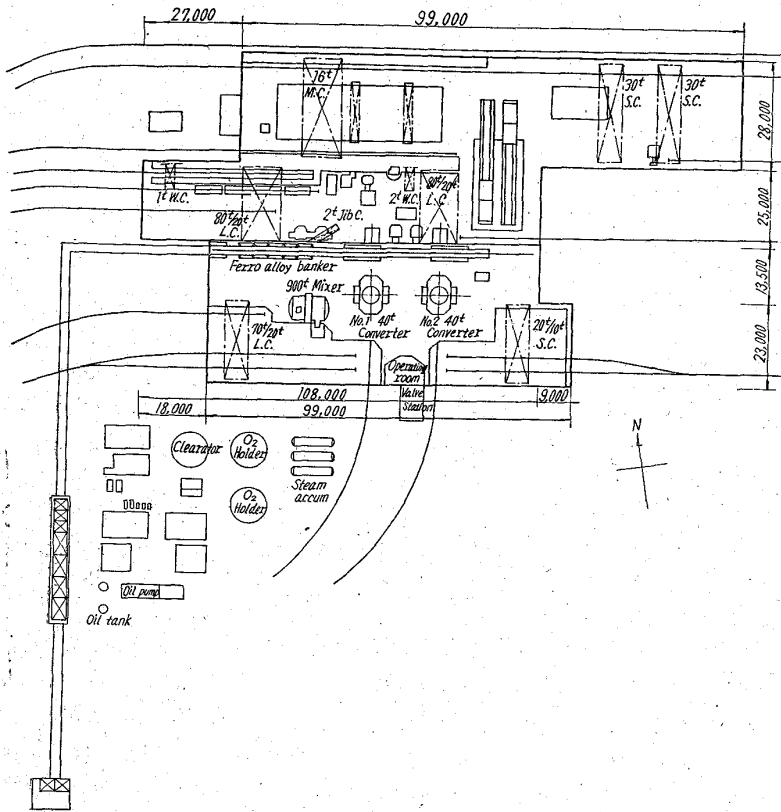 27,000
99,000
16t
M.C.
30t
S.C.
30t
S.C.
28,000
1t W.C.
80t/20t
L.C.
2t Jib C.
2t W.C.
80t/20t
L.C.
25,000
Ferro alloy banker
900t Mixer
No.1 40t
Converter
No.2 40t
Converter
13,500
70t/20t
L.C.
20t/10t
S.C.
23,000
Operating
room
108,000
Valve
Station
9,000
18,000
99,000
Clearator
O2
Holder
Steam
accum
O2
Holder
N
Oil pump
Oil tank